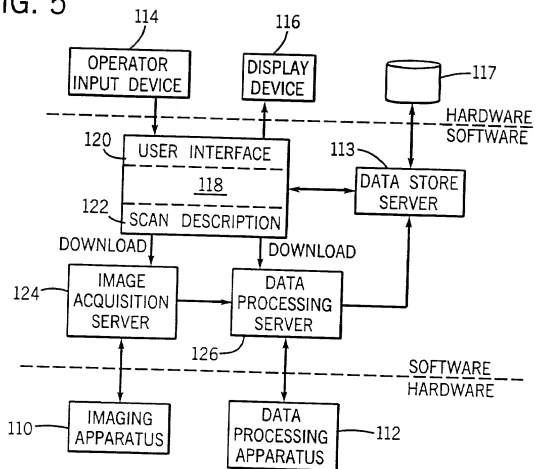 FIG. 5
114
116
OPERATOR
INPUT DEVICE
DISPLAY
DEVICE
117
HARDWARE
SOFTWARE
120
USER INTERFACE
113
118
DATA STORE
SERVER
122
SCAN DESCRIPTION
DOWNLOAD
DOWNLOAD
124
IMAGE
ACQUISITION
SERVER
DATA
PROCESSING
SERVER
126
SOFTWARE
HARDWARE
110
IMAGING
APPARATUS
DATA
PROCESSING
APPARATUS
112